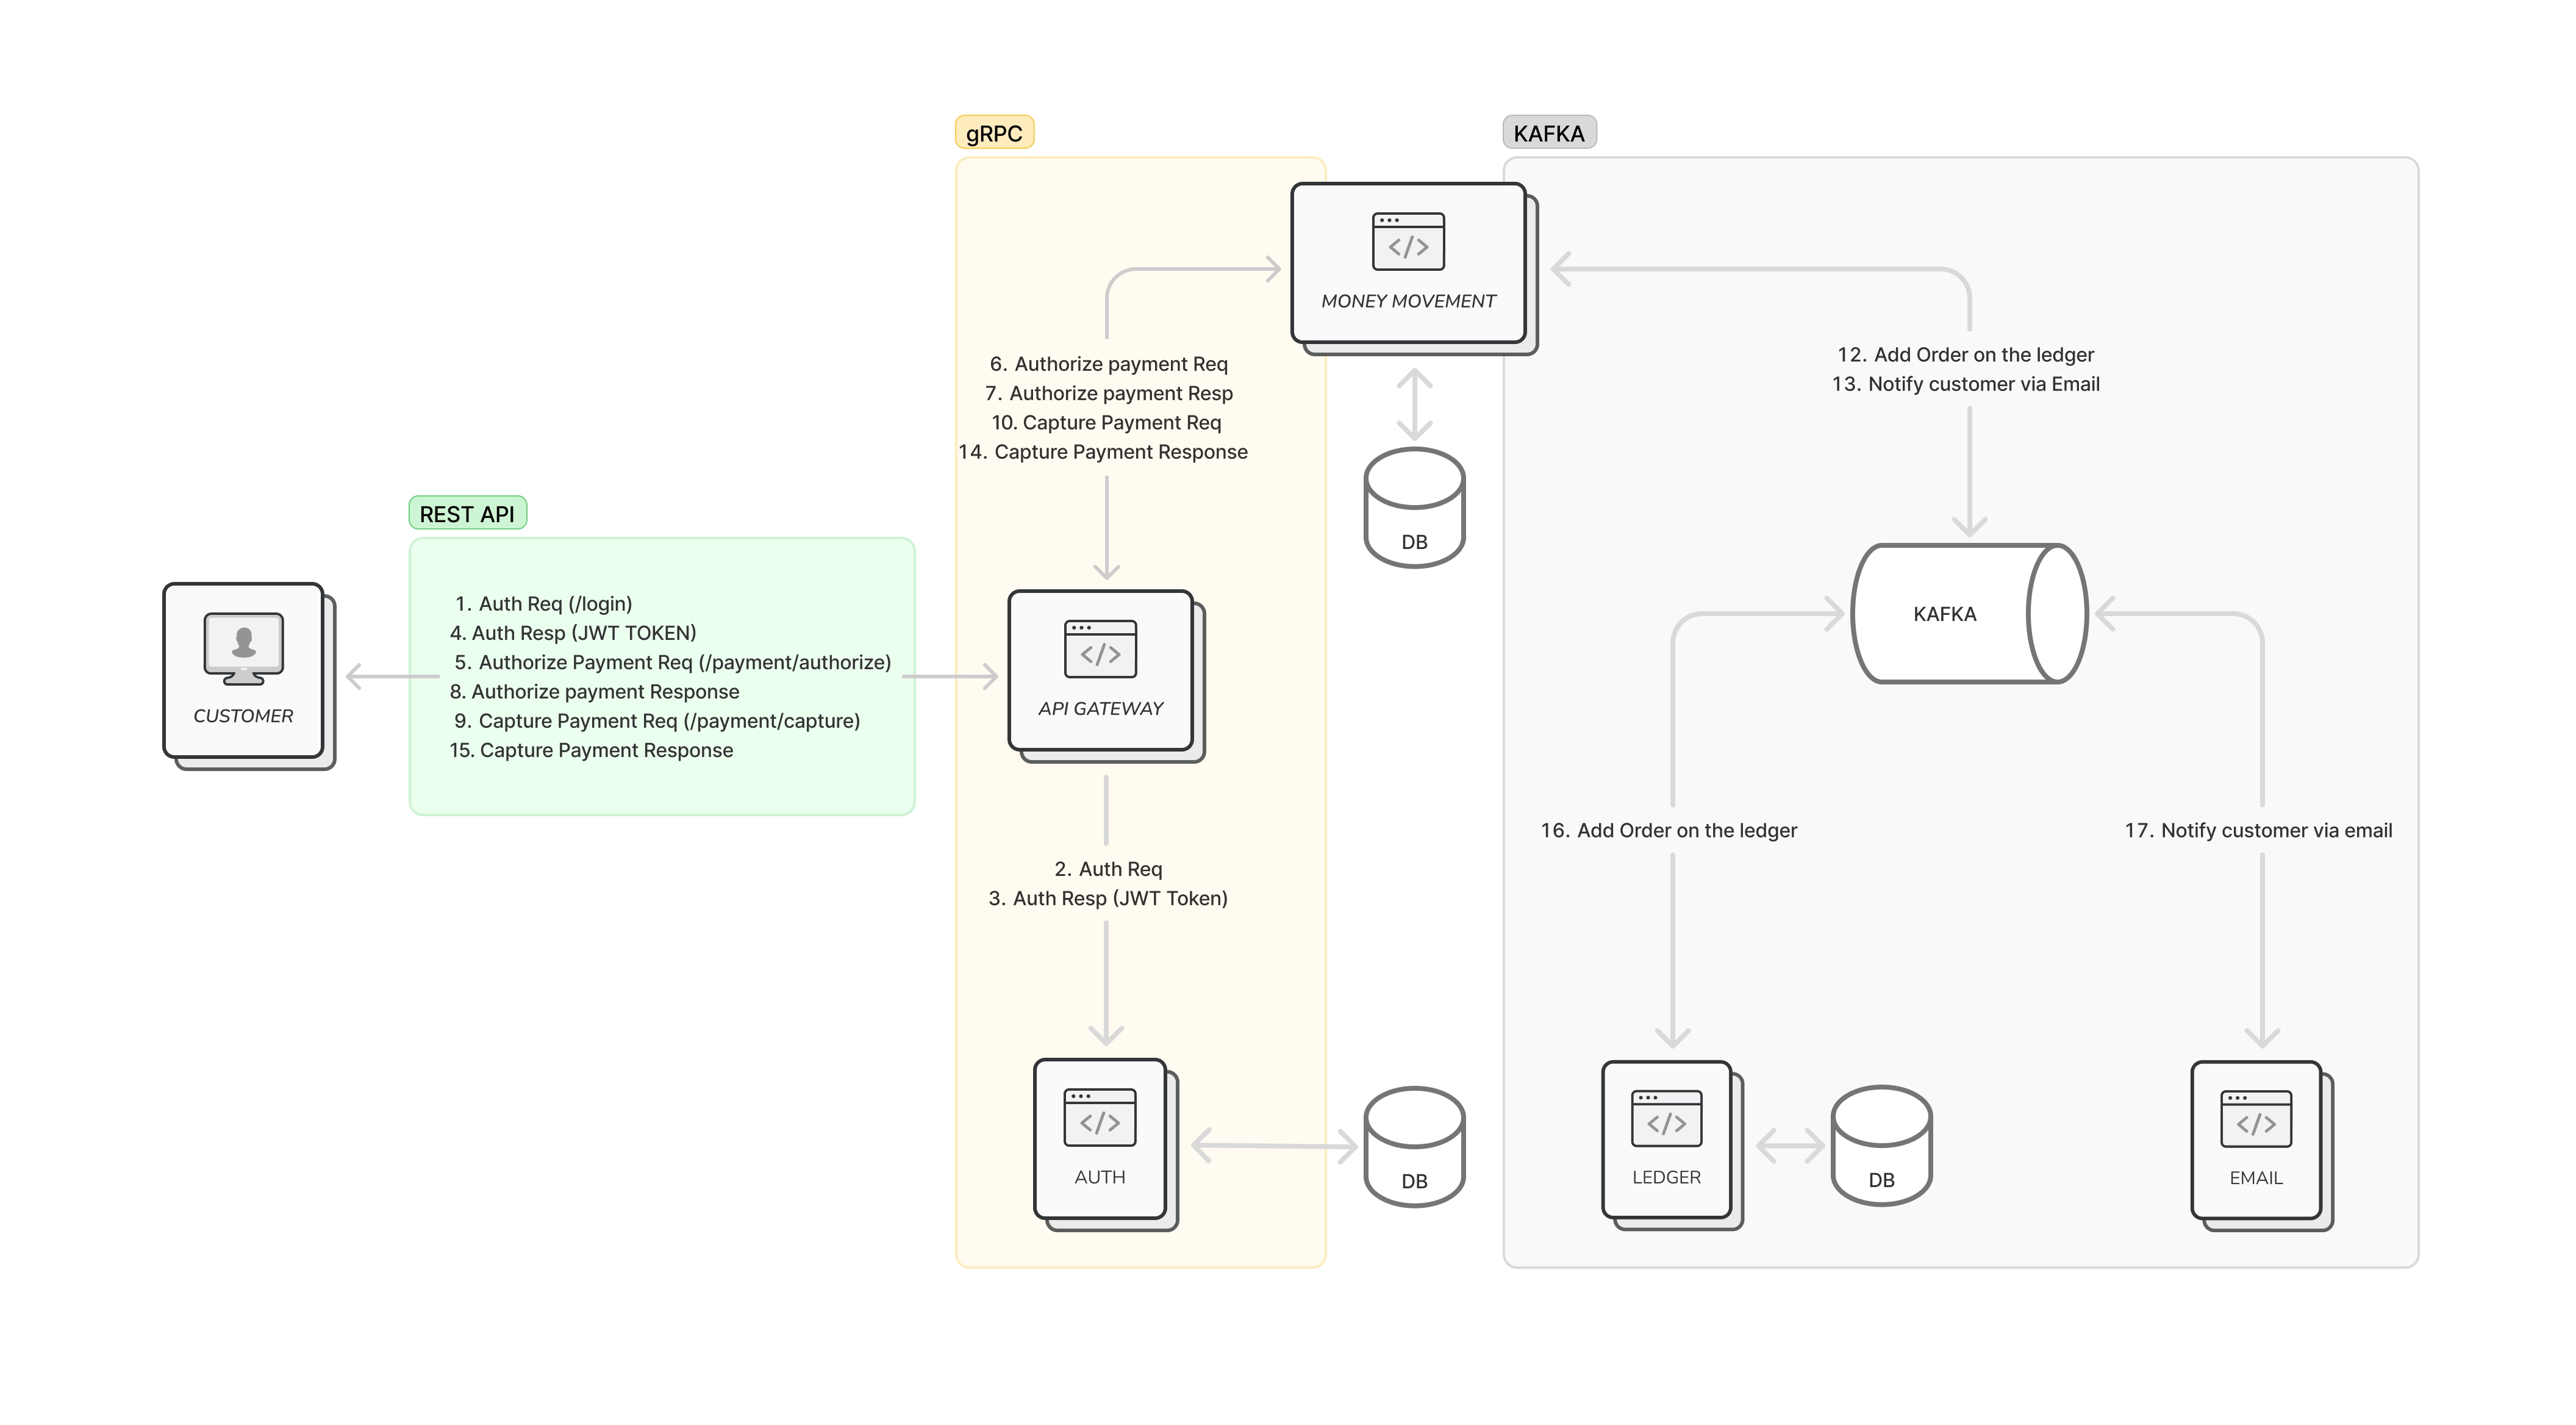 gRPC
KAFKA
MONEY MOVEMENT
6. Authorize payment Req
7. Authorize payment Resp
10. Capture Payment Req
14. Capture Payment Response
12. Add Order on the ledger
13. Notify customer via Email
DB
REST API
1. Auth Req (/login)
4. Auth Resp (JWT TOKEN)
5. Authorize Payment Req (/payment/authorize)
8. Authorize payment Response
9. Capture Payment Req (/payment/capture)
15. Capture Payment Response
CUSTOMER
API GATEWAY
KAFKA
16. Add Order on the ledger
17. Notify customer via email
2. Auth Req
3. Auth Resp (JWT Token)
AUTH
DB
LEDGER
DB
EMAIL